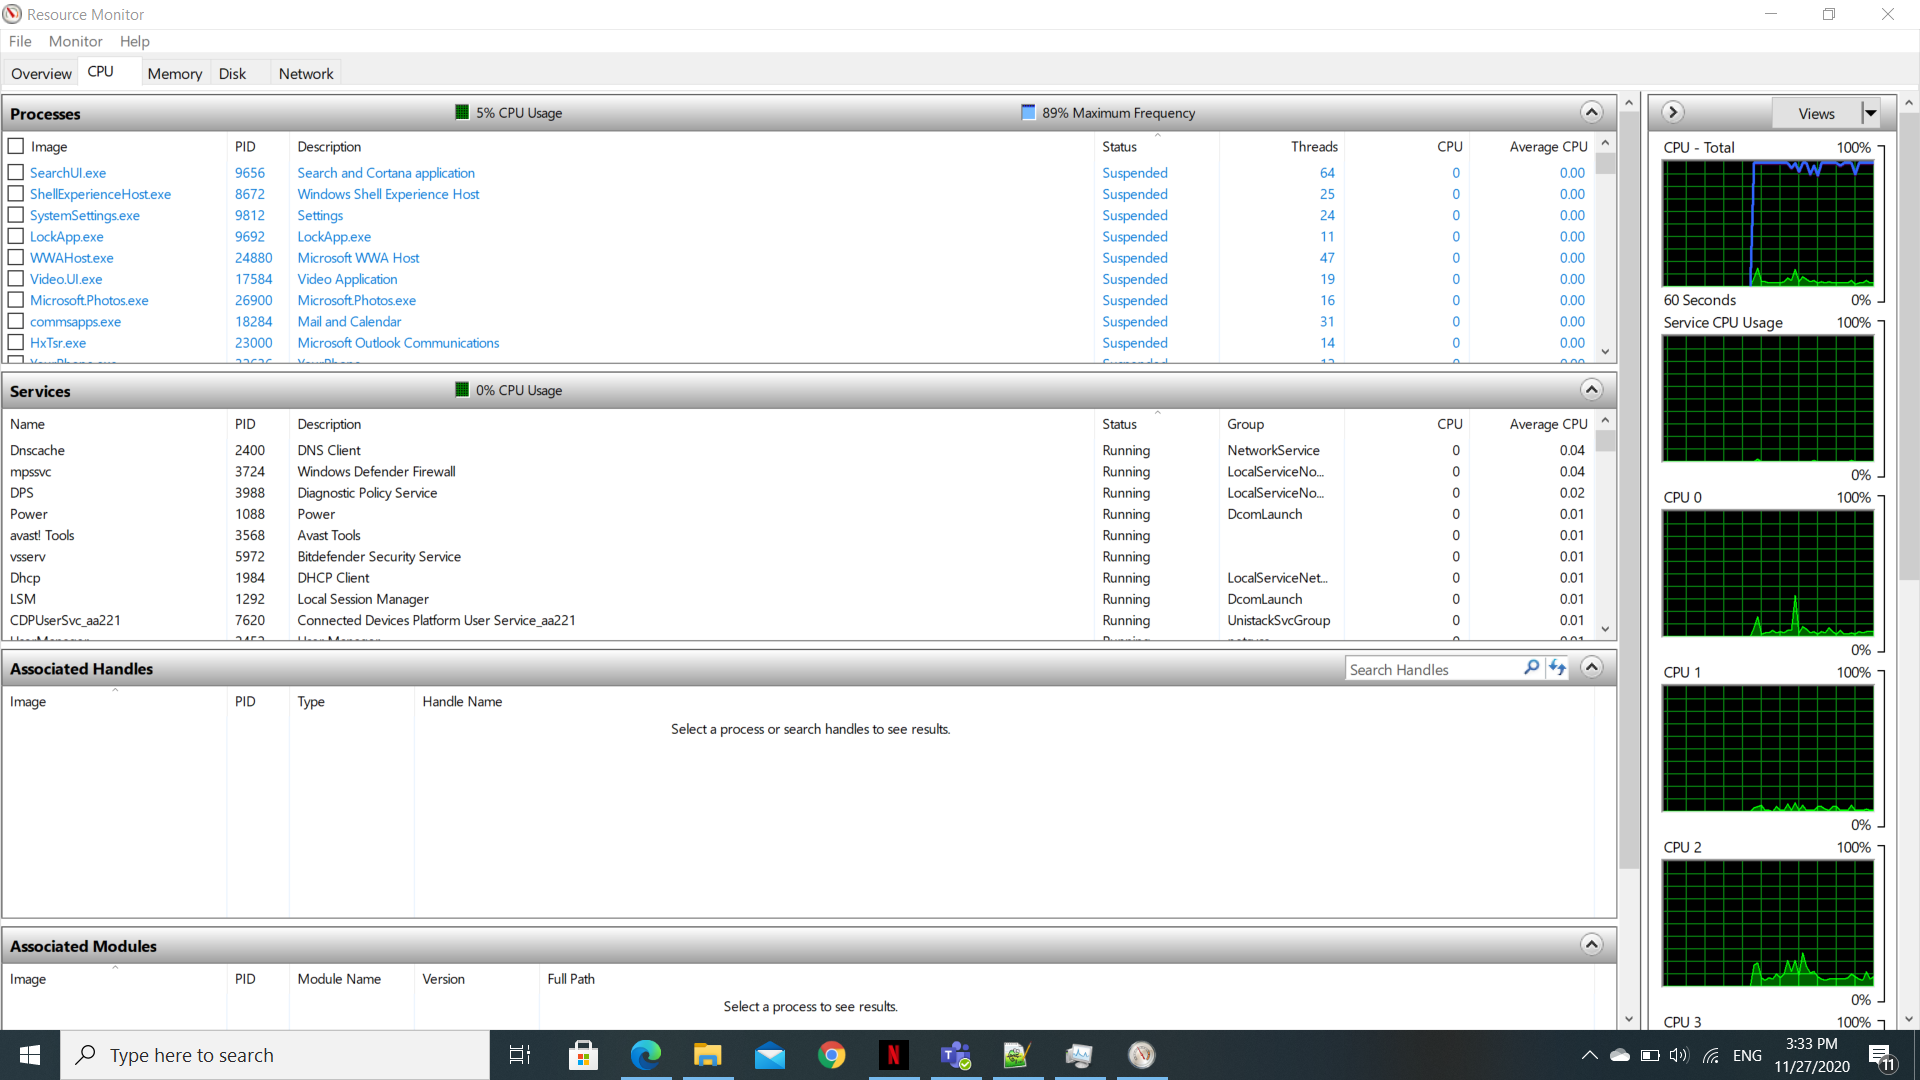 Resource Monitor
File Monitor Help
Overview CPU Memory Disk Network
Processes 5% CPU Usage 89% Maximum Frequency
Image PID Description Status Threads CPU Average CPU
SearchUI.exe 9656 Search and Cortana application Suspended 64 0 0.00
ShellExperienceHost.exe 8672 Windows Shell Experience Host Suspended 25 0 0.00
SystemSettings.exe 9812 Settings Suspended 24 0 0.00
LockApp.exe 9692 LockApp.exe Suspended 11 0 0.00
WWAHost.exe 24880 Microsoft WWA Host Suspended 47 0 0.00
Video.UI.exe 17584 Video Application Suspended 19 0 0.00
Microsoft.Photos.exe 26900 Microsoft.Photos.exe Suspended 16 0 0.00
commsapps.exe 18284 Mail and Calendar Suspended 31 0 0.00
HxTsr.exe 23000 Microsoft Outlook Communications Suspended 14 0 0.00
Services 0% CPU Usage
Name PID Description Status Group CPU Average CPU
Dnscache 2400 DNS Client Running NetworkService 0 0.04
mpssvc 3724 Windows Defender Firewall Running LocalServiceNo... 0 0.04
DPS 3988 Diagnostic Policy Service Running LocalServiceNo... 0 0.02
Power 1088 Power Running DcomLaunch 0 0.01
avast! Tools 3568 Avast Tools Running 0 0.01
vsserv 5972 Bitdefender Security Service Running 0 0.01
Dhcp 1984 DHCP Client Running LocalServiceNet... 0 0.01
LSM 1292 Local Session Manager Running DcomLaunch 0 0.01
CDPUserSvc_aa221 7620 Connected Devices Platform User Service_aa221 Running UnistackSvcGroup 0 0.01
Associated Handles Search Handles
Image PID Type Handle Name
Select a process or search handles to see results.
Associated Modules
Image PID Module Name Version Full Path
Select a process to see results.
Views
CPU - Total 100%
60 Seconds 0%
Service CPU Usage 100%
0%
CPU 0 100%
0%
CPU 1 100%
0%
CPU 2 100%
0%
CPU 3 100%
Type here to search
N
T
ENG
3:33 PM
11/27/2020
11